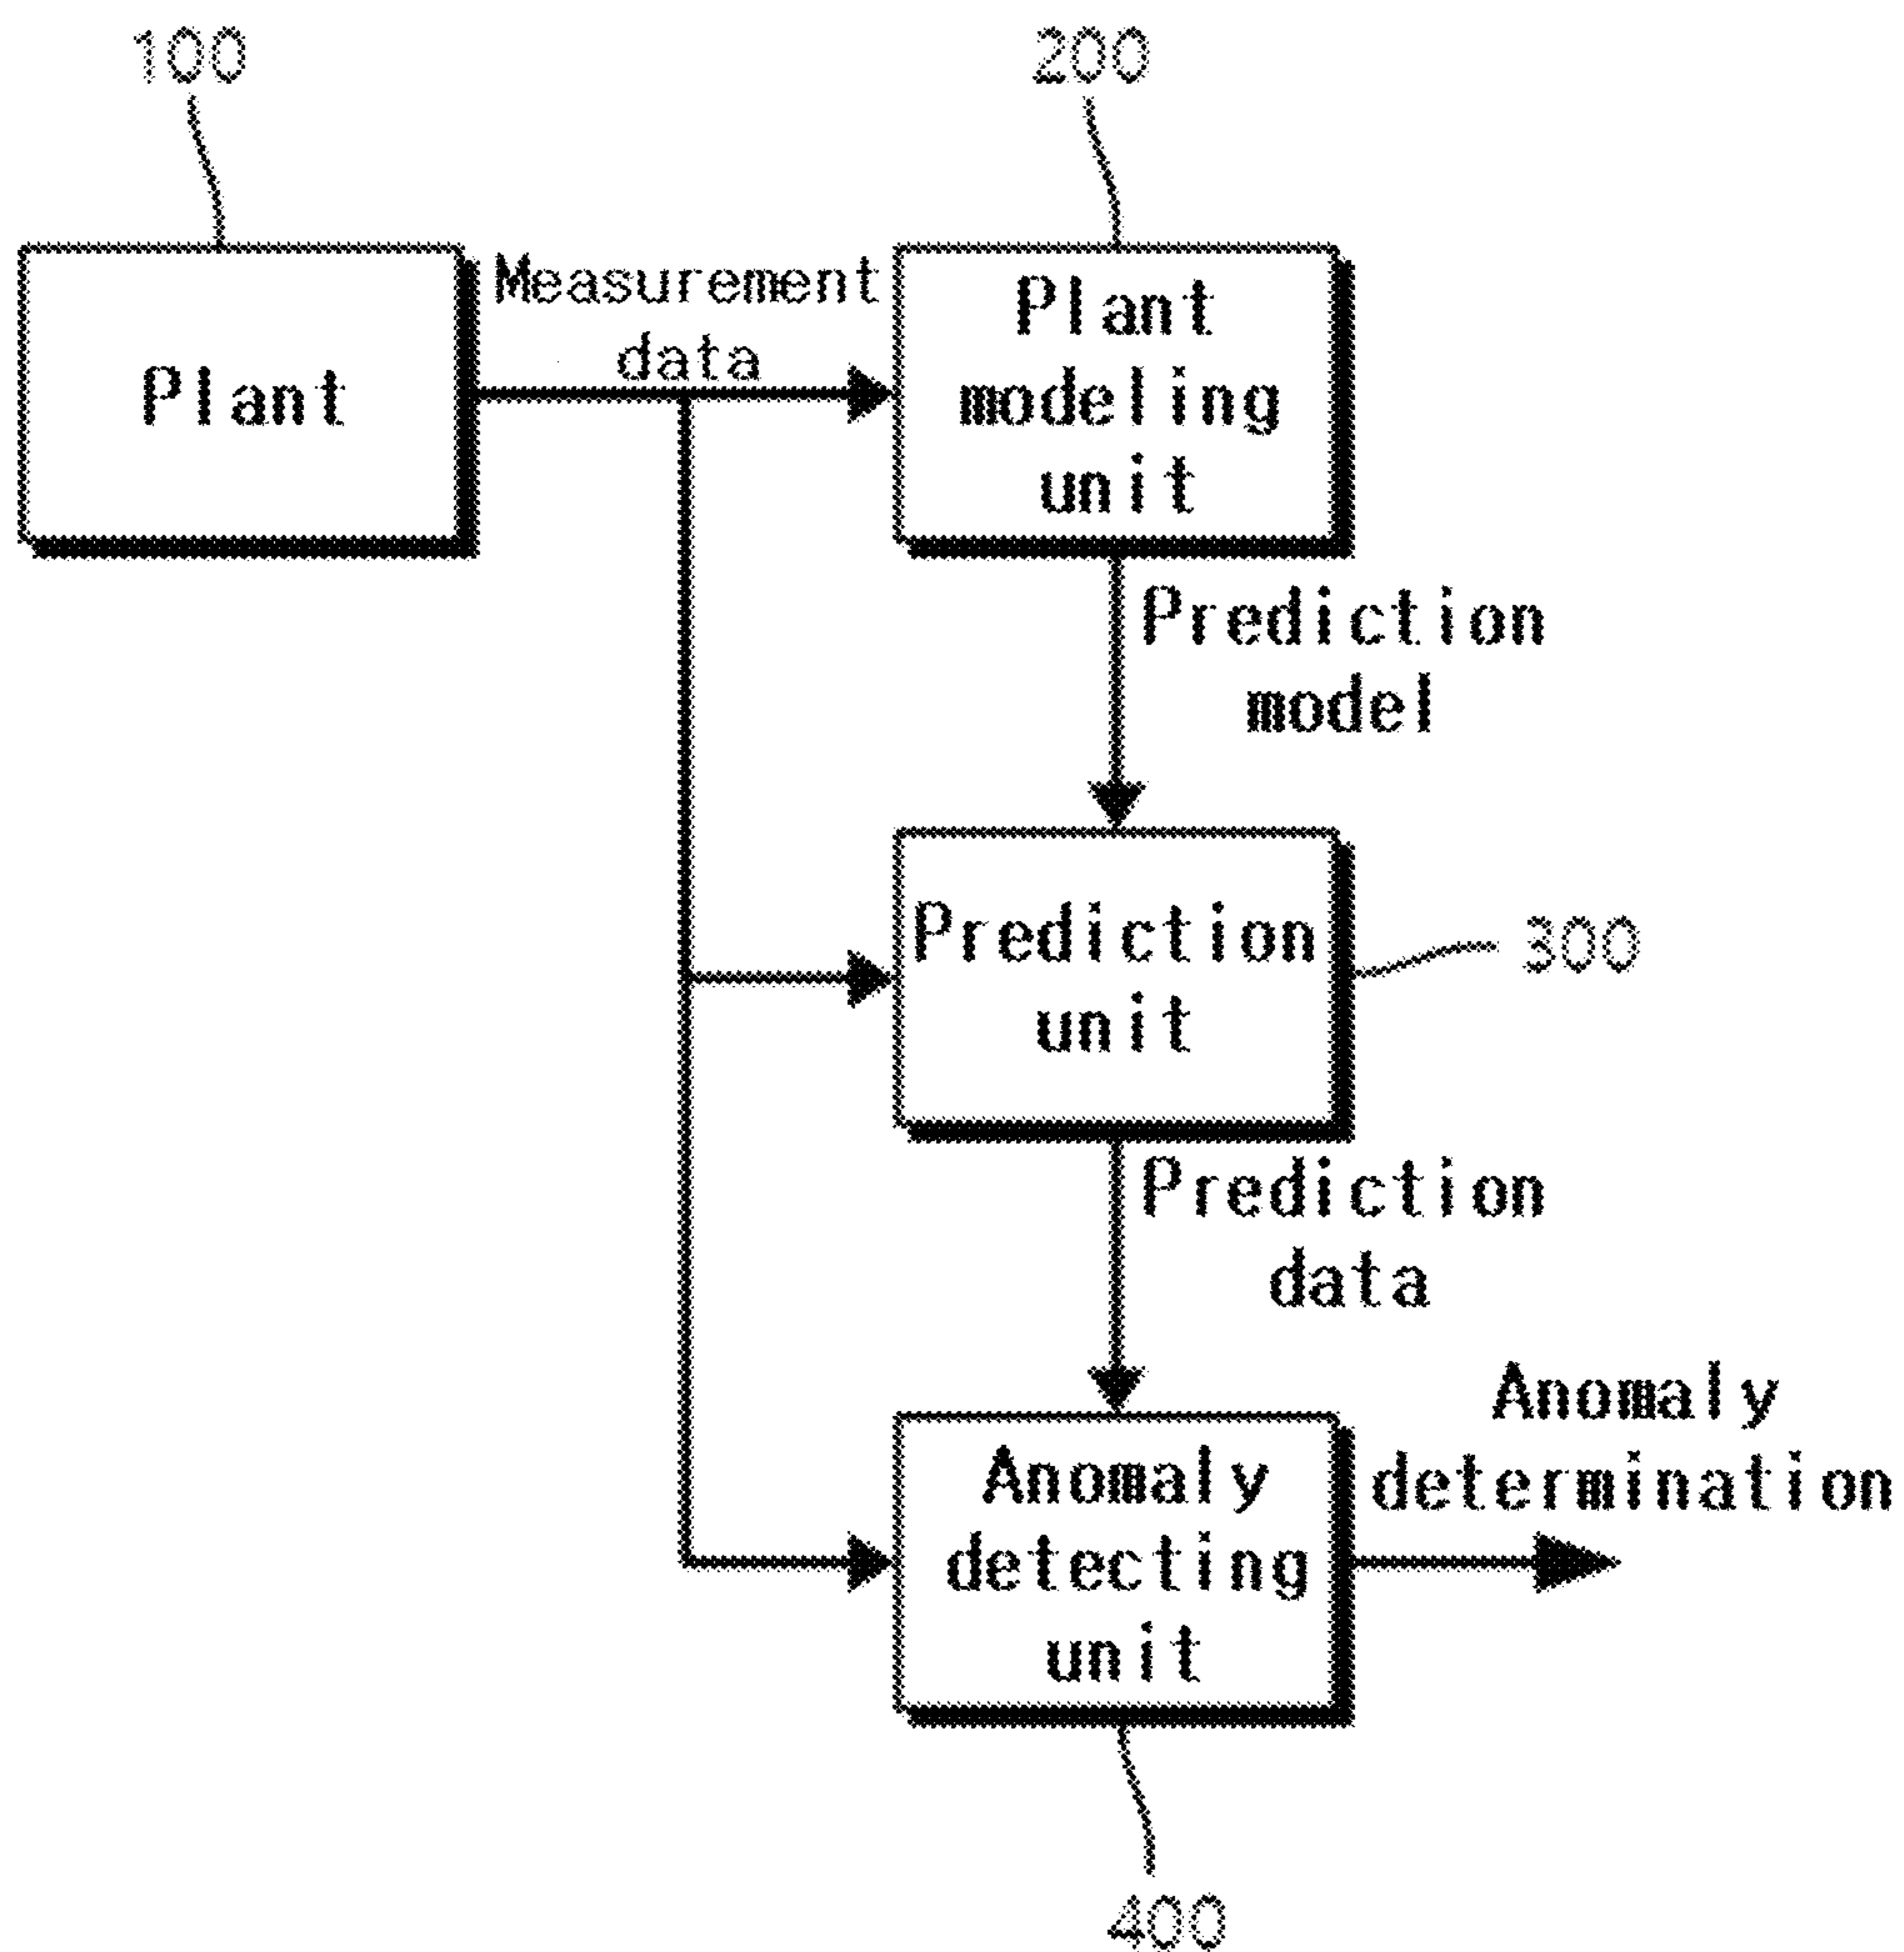 100
200
Plant
Measurement
data
Plant
modeling
unit
Prediction
model
Prediction
unit
300
Prediction
data
Anomaly
detecting
unit
Anomaly
determination
400